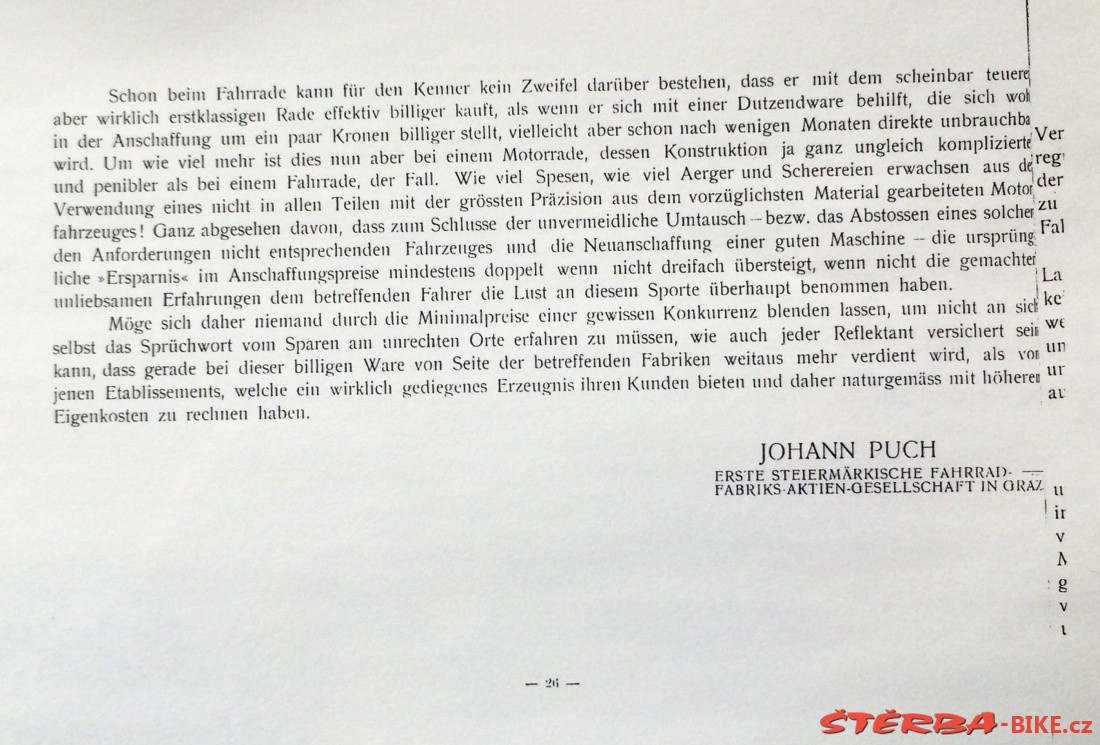 Schon beim Fahrrade kann für den Kenner kein Zweifel darüber bestehen, dass er mit dem scheinbar teuere
aber wirklich erstklassigen Rade effektiv billiger kauft, als wenn er sich mit einer Dutzendware behilft, die sich woh
in der Anschaffung um ein paar Kronen billiger stellt, vielleicht aber schon nach wenigen Monaten direkte unbrauchba
wird. Um wie viel mehr ist dies nun aber bei einem Motorrade, dessen Konstruktion ja ganz ungleich komplizierte
und penibler als bei einem Fahrrade, der Fall. Wie viel Spesen, wie viel Aerger und Scherereien erwachsen aus de
Verwendung eines nicht in allen Teilen mit der grössten Präzision aus dem vorzüglichsten Material gearbeiteten Motor
fahrzeuges! Ganz abgesehen davon, dass zum Schlusse der unvermeidliche Umtausch – bezw. das Abstossen eines solcher
den Anforderungen nicht entsprechenden Fahrzeuges und die Neuanschaffung einer guten Maschine – die ursprüng
liche »Ersparnis« im Anschaffungspreise mindestens doppelt wenn nicht dreifach übersteigt, wenn nicht die gemachter
unliebsamen Erfahrungen dem betreffenden Fahrer die Lust an diesem Sporte überhaupt benommen haben.
Möge sich daher niemand durch die Minimalpreise einer gewissen Konkurrenz blenden lassen, um nicht an sich
selbst das Sprüchwort vom Sparen am unrechten Orte erfahren zu müssen, wie auch jeder Reflektant versichert sein
kann, dass gerade bei dieser billigen Ware von Seite der betreffenden Fabriken weitaus mehr verdient wird, als von
jenen Etablissements, welche ein wirklich gediegenes Erzeugnis ihren Kunden bieten und daher naturgemäss mit höheren
Eigenkosten zu rechnen haben.
JOHANN PUCH
ERSTE STEIERMÄRKISCHE FAHRRAD-
FABRIKS-AKTIEN-GESELLSCHAFT IN GRAZ
— 26 —
Ver
reg
der
zu
Fal
La
ke
we
un
ur
au
u
in
v
M
g
v
ŠTĚRBA-BIKE.cz